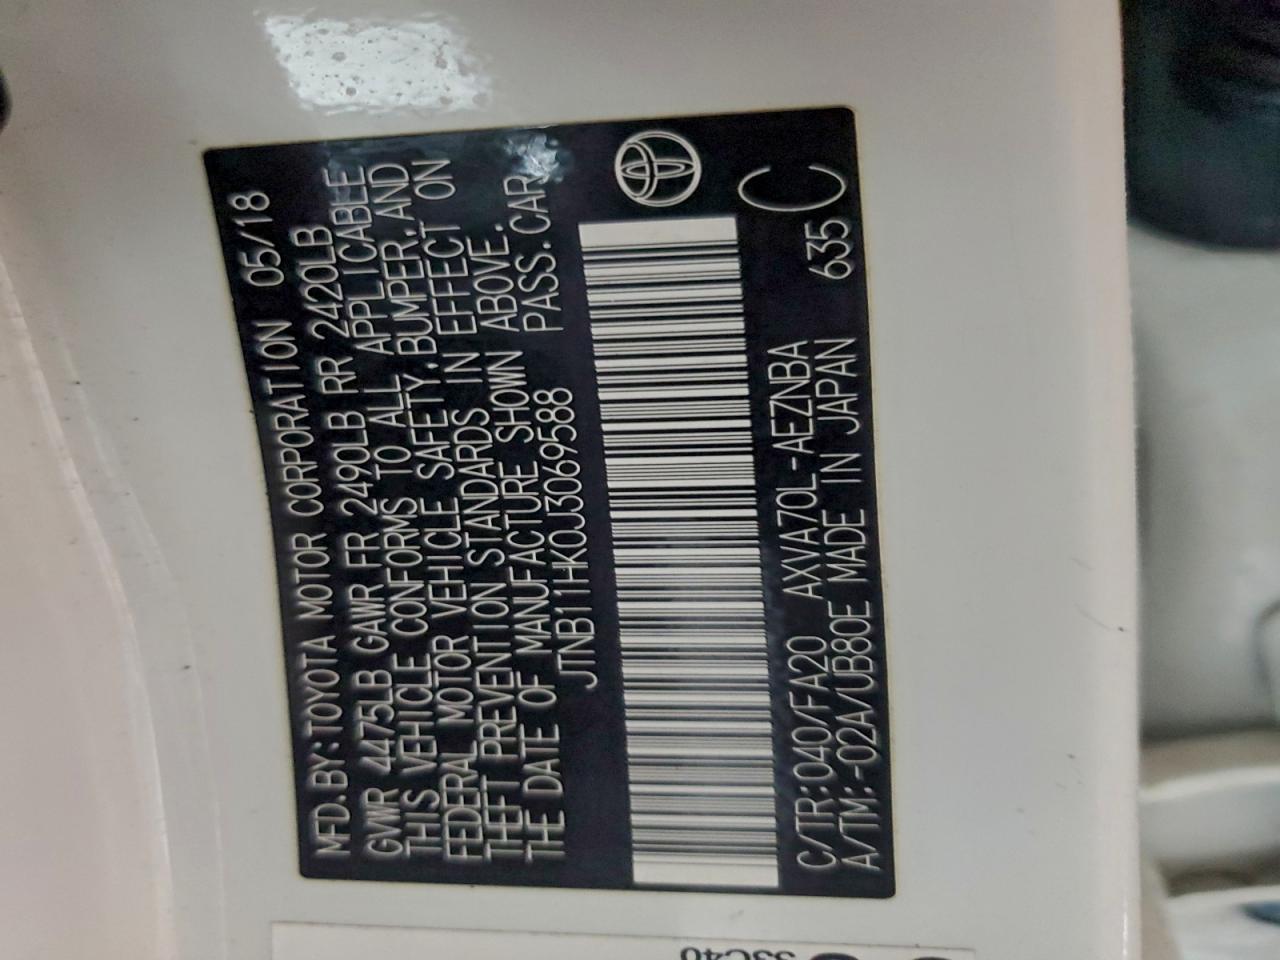 MFD. BY: TOYOTA MOTOR CORPORATION 05/18
GVWR 4475LB GAWR FR 2490LB RR 2420LB
THIS VEHICLE CONFORMS TO ALL APPLICABLE
FEDERAL MOTOR VEHICLE SAFETY, BUMPER, AND
THEFT PREVENTION STANDARDS IN EFFECT ON
THE DATE OF MANUFACTURE SHOWN ABOVE.
JTNB11HK0J3069588 PASS. CAR
C/TR: 040/FA20 AXVA70L-AEZNBA
A/TM: -02A/UB80E MADE IN JAPAN 635 C
33C40